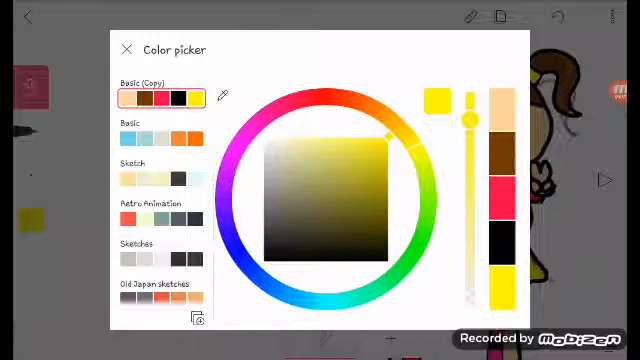 Color picker
Basic (Copy)
Basic
Sketch
Retro Animation
Sketches
Old Japan sketches
Recorded by MOBIZEN